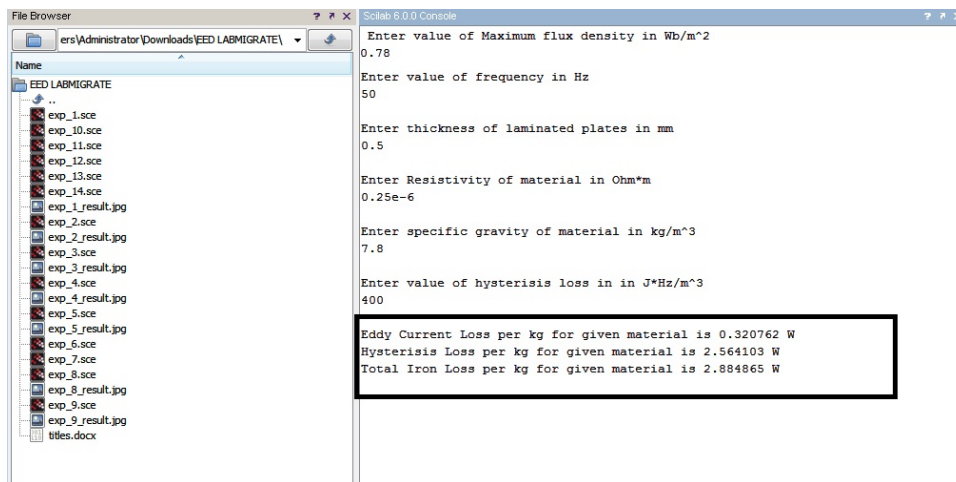 File Browser
ers\Administrator\Downloads\EED LABMIGRATE\
Name
EED LABMIGRATE
..
exp_1.sce
exp_10.sce
exp_11.sce
exp_12.sce
exp_13.sce
exp_14.sce
exp_1_result.jpg
exp_2.sce
exp_2_result.jpg
exp_3.sce
exp_3_result.jpg
exp_4.sce
exp_4_result.jpg
exp_5.sce
exp_5_result.jpg
exp_6.sce
exp_7.sce
exp_8.sce
exp_8_result.jpg
exp_9.sce
exp_9_result.jpg
titles.docx
Scilab 6.0.0 Console
Enter value of Maximum flux density in Wb/m^2
0.78
Enter value of frequency in Hz
50
Enter thickness of laminated plates in mm
0.5
Enter Resistivity of material in Ohm*m
0.25e-6
Enter specific gravity of material in kg/m^3
7.8
Enter value of hysterisis loss in in J*Hz/m^3
400
Eddy Current Loss per kg for given material is 0.320762 W
Hysterisis Loss per kg for given material is 2.564103 W
Total Iron Loss per kg for given material is 2.884865 W